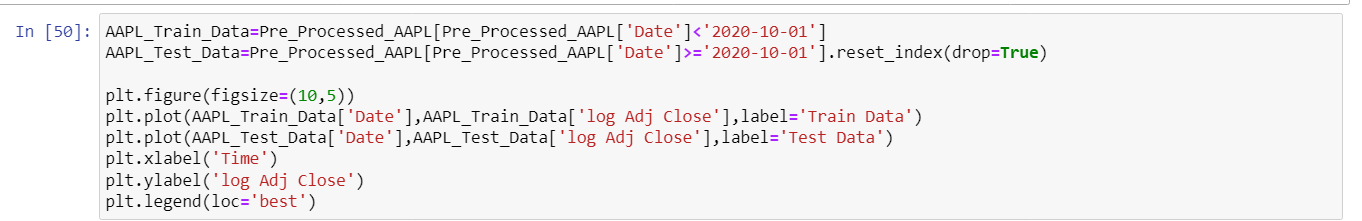 In [50]: AAPL_Train_Data=Pre_Processed_AAPL[Pre_Processed_AAPL['Date']<'2020-10-01']
AAPL_Test_Data=Pre_Processed_AAPL[Pre_Processed_AAPL['Date']>='2020-10-01'].reset_index(drop=True)
plt.figure(figsize=(10,5))
plt.plot(AAPL_Train_Data['Date'],AAPL_Train_Data['log Adj Close'],label='Train Data')
plt.plot(AAPL_Test_Data['Date'],AAPL_Test_Data['log Adj Close'],label='Test Data')
plt.xlabel('Time')
plt.ylabel('log Adj Close')
plt.legend(loc='best')